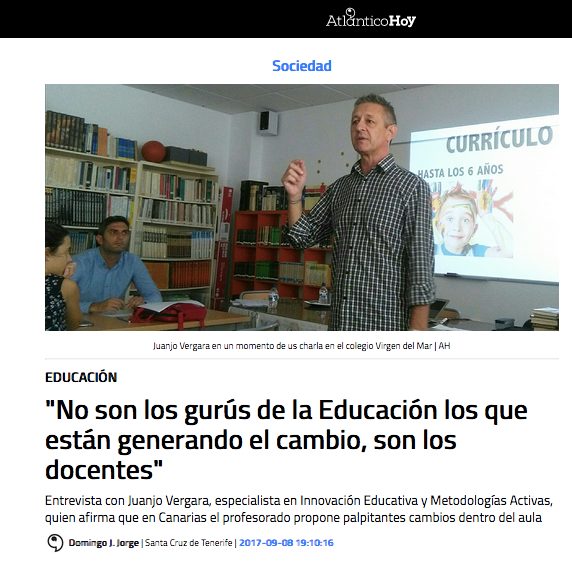 AtlánticoHoy
Sociedad
CURRÍCULO
HASTA LOS 6 AÑOS
Juanjo Vergara en un momento de us charla en el colegio Virgen del Mar | AH
EDUCACIÓN
"No son los gurús de la Educación los que
están generando el cambio, son los
docentes"
Entrevista con Juanjo Vergara, especialista en Innovación Educativa y Metodologías Activas,
quien afirma que en Canarias el profesorado propone palpitantes cambios dentro del aula
Domingo J. Jorge | Santa Cruz de Tenerife | 2017-09-08 19:10:16